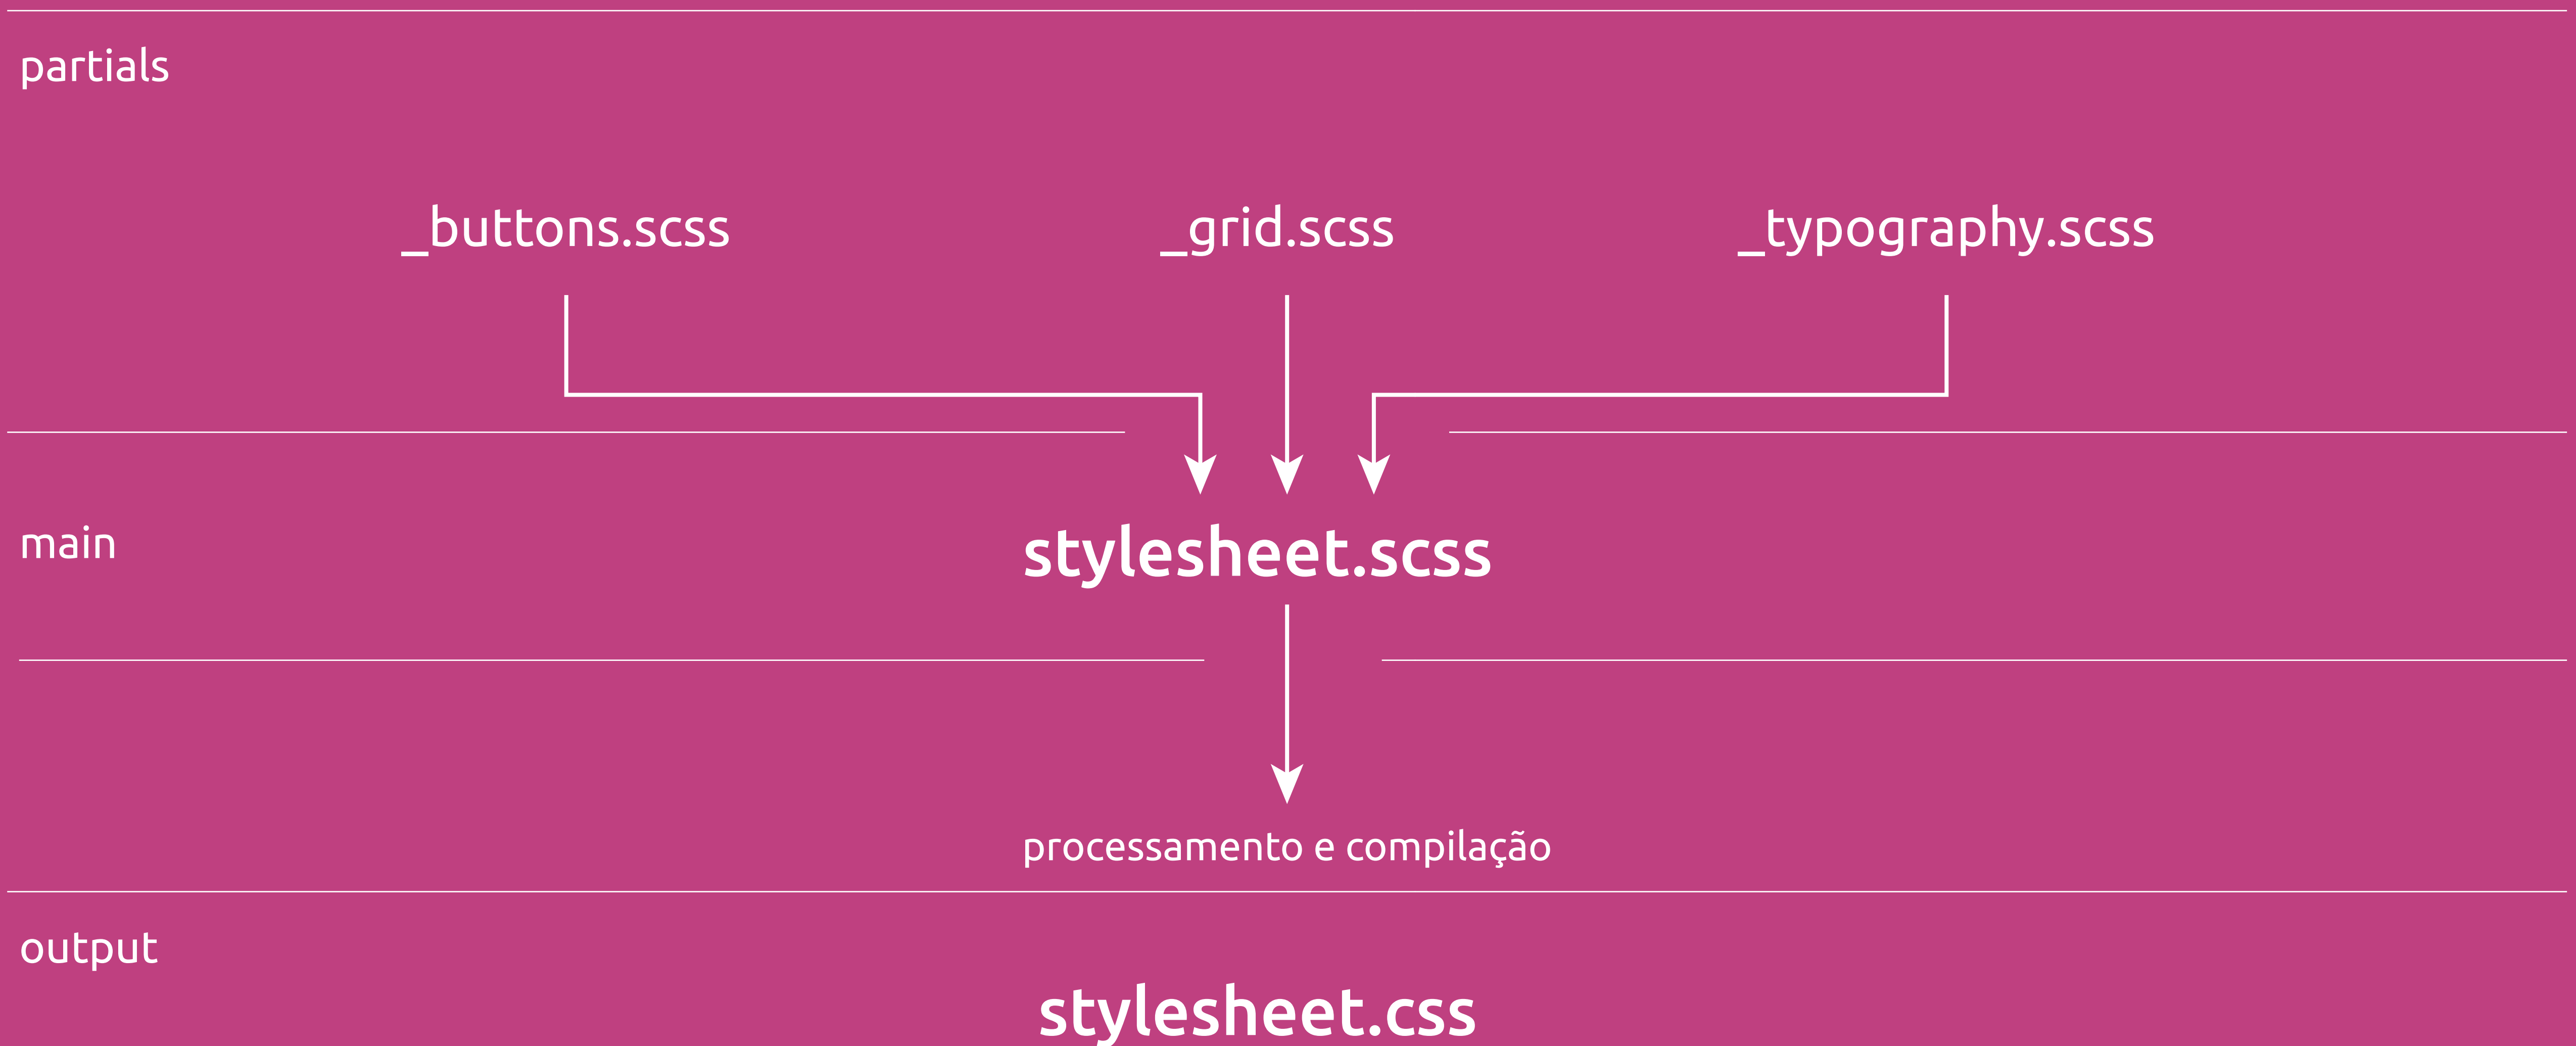 partials
_buttons.scss
_grid.scss
_typography.scss
main
stylesheet.scss
processamento e compilação
output
stylesheet.css